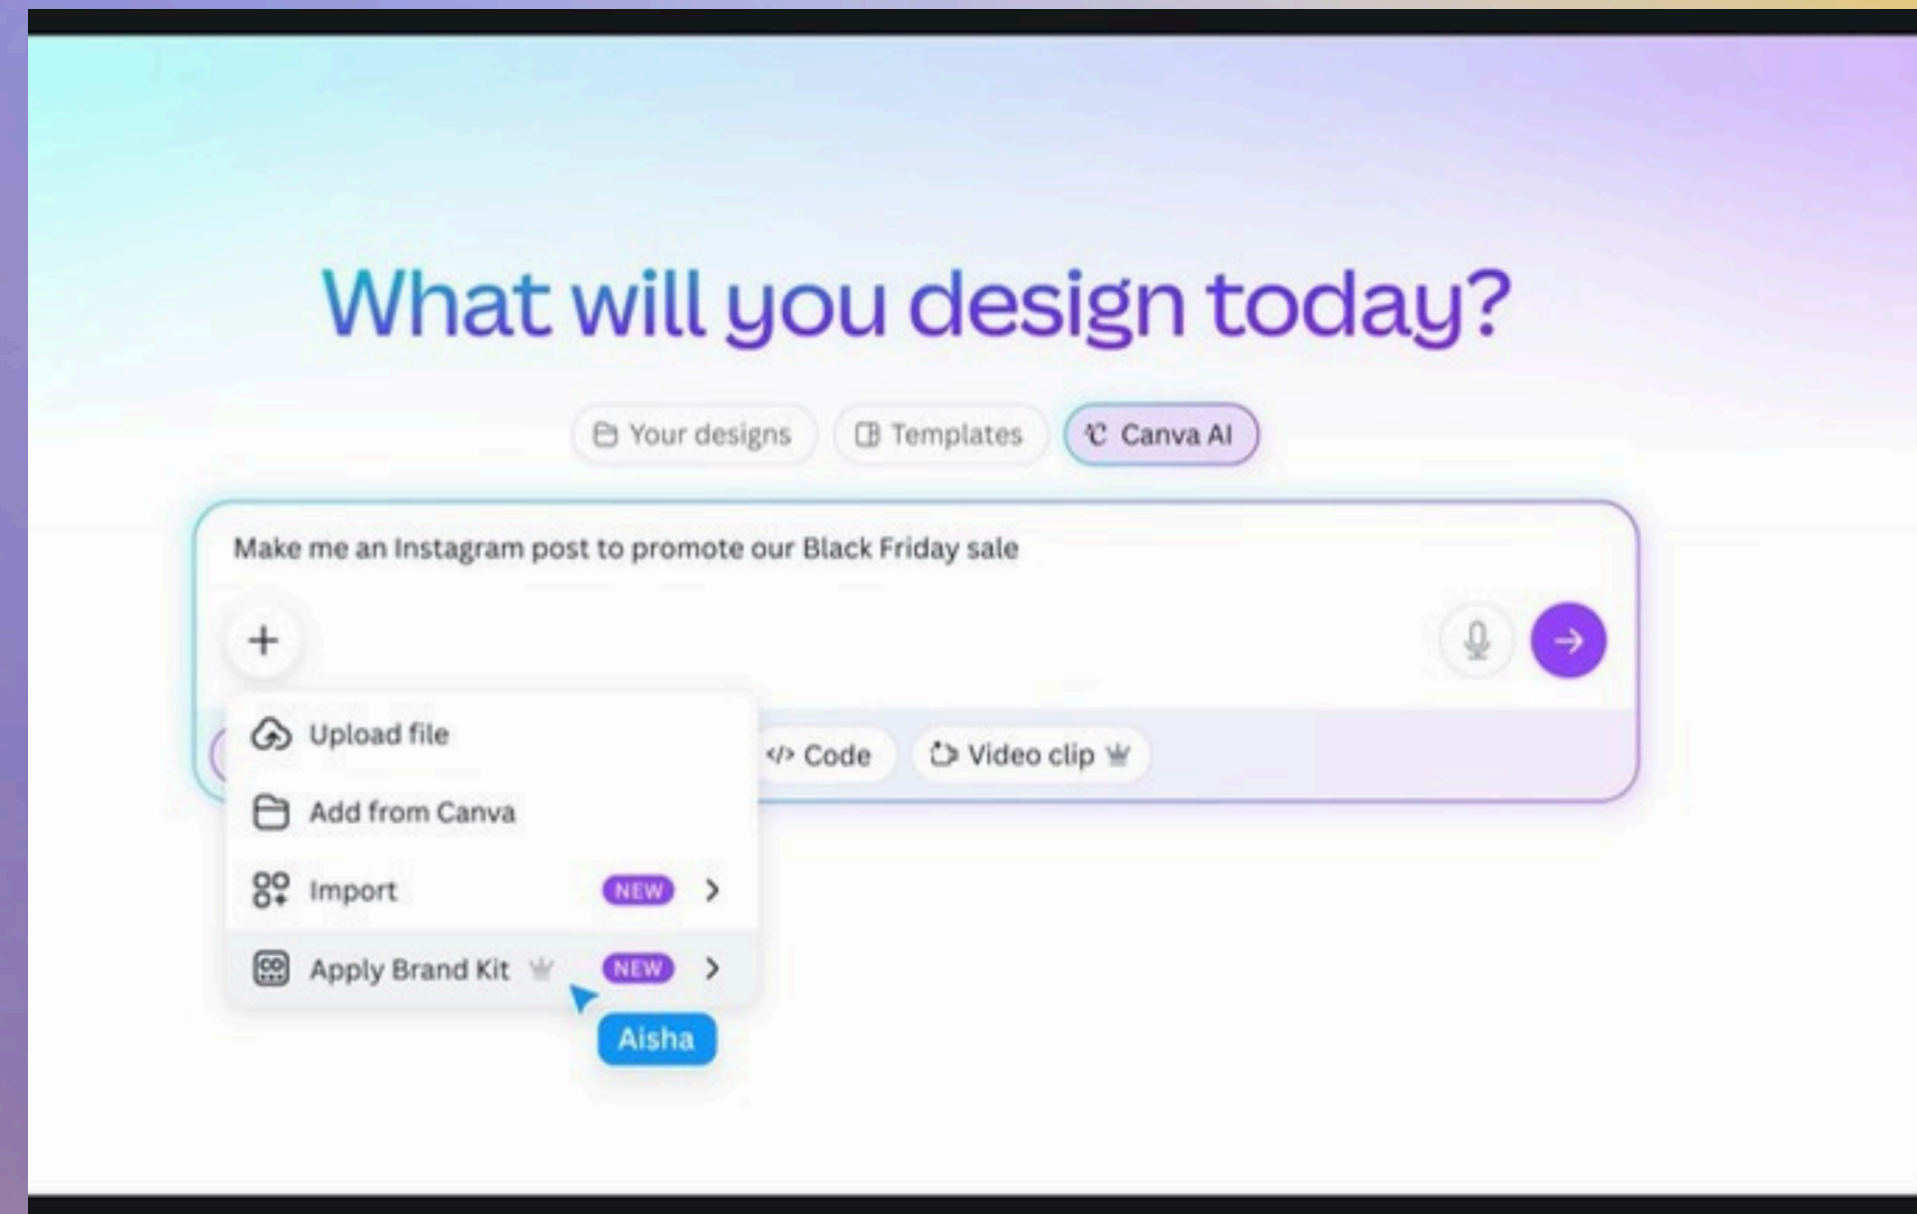 What will you design today?
Your designs Templates Canva AI
Make me an Instagram post to promote our Black Friday sale
Upload file
Code Video clip
Add from Canva
Import NEW
Apply Brand Kit NEW
Aisha